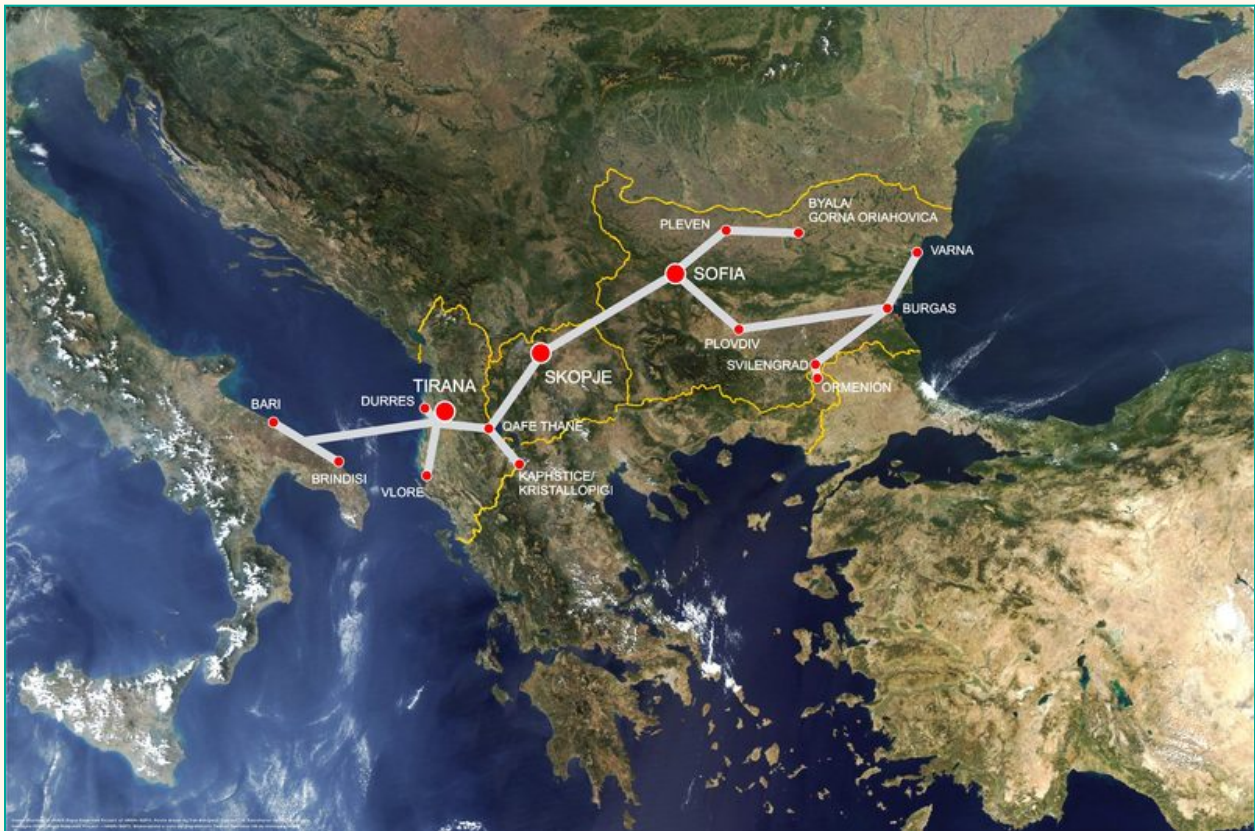 BYALA/
GORNA ORIAHOVICA
PLEVEN
VARNA
SOFIA
BURGAS
PLOVDIV
SKOPJE
SVILENGRAD
TIRANA
ORMENION
DURRES
BARI
QAFE THANE
BRINDISI
KAPHSTICE/
KRISTALLOPIGI
VLORE